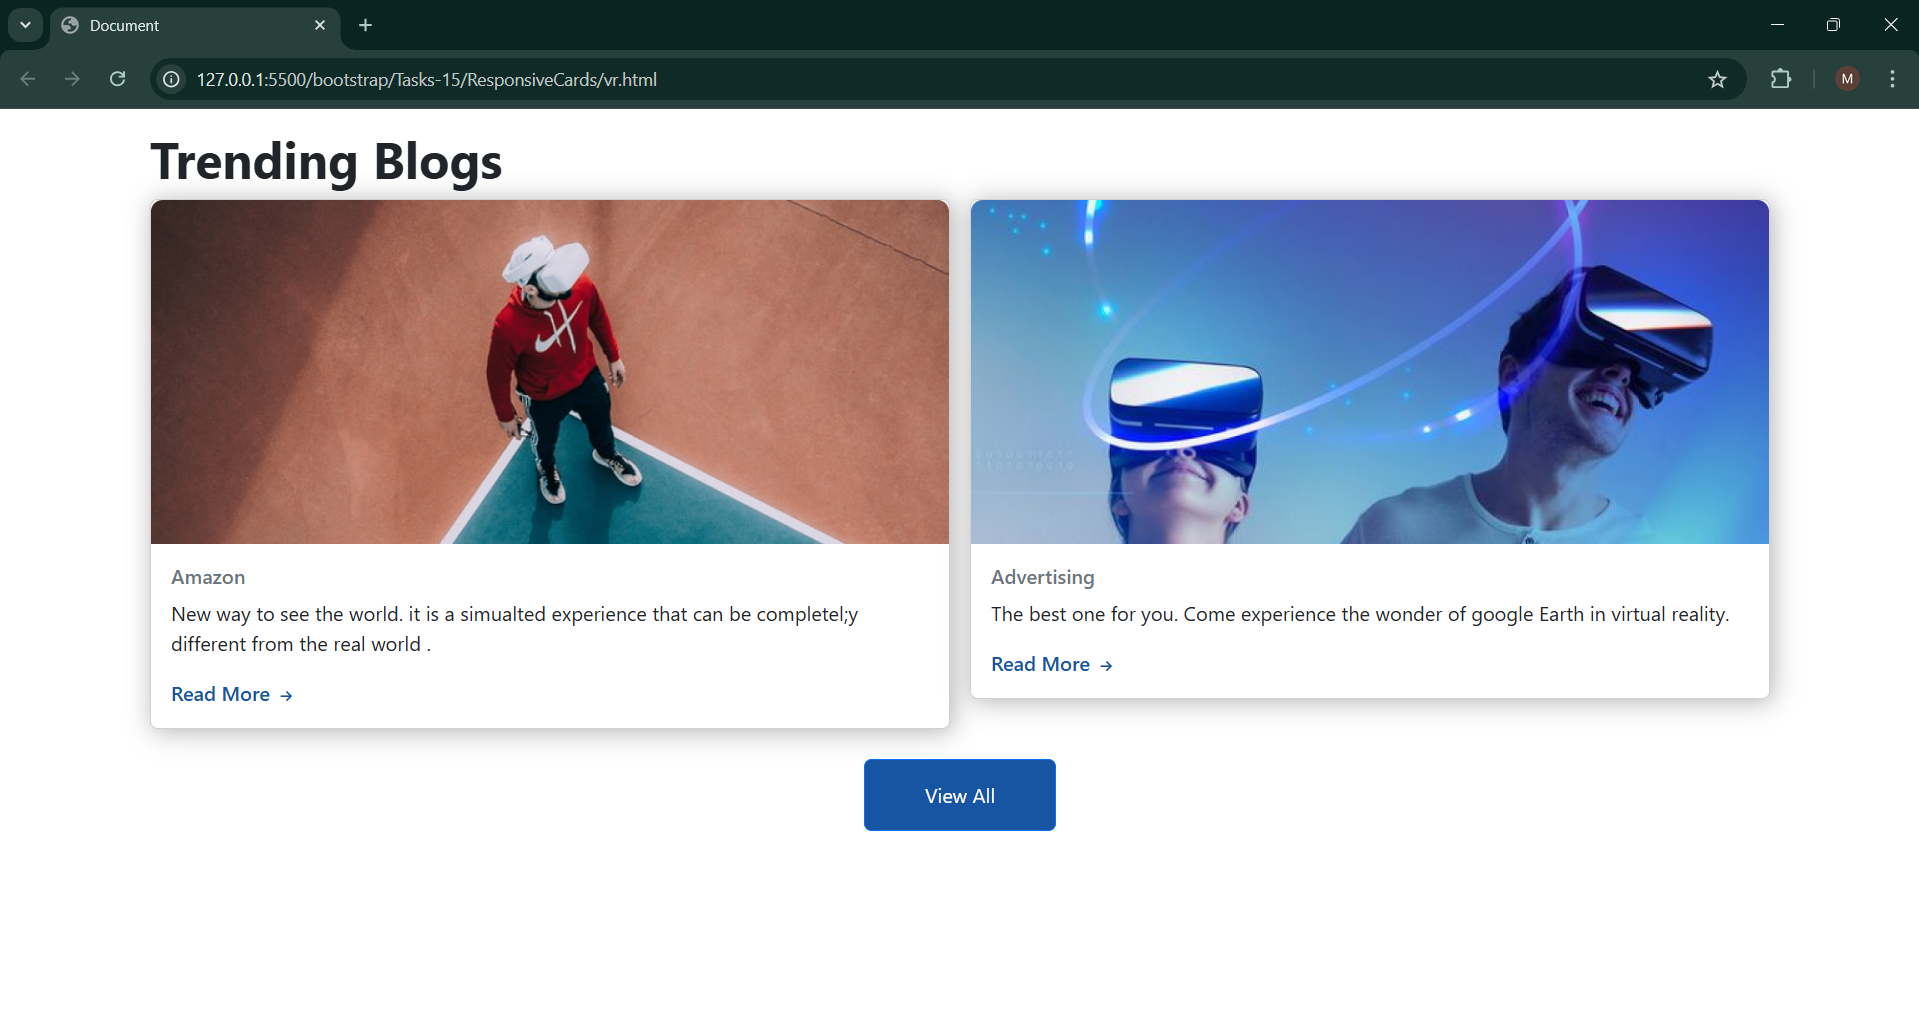 Document
127.0.0.1:5500/bootstrap/Tasks-15/ResponsiveCards/vr.html
M
Trending Blogs
Amazon
New way to see the world. it is a simualted experience that can be completel;y
different from the real world .
Read More →
Advertising
The best one for you. Come experience the wonder of google Earth in virtual reality.
Read More →
View All